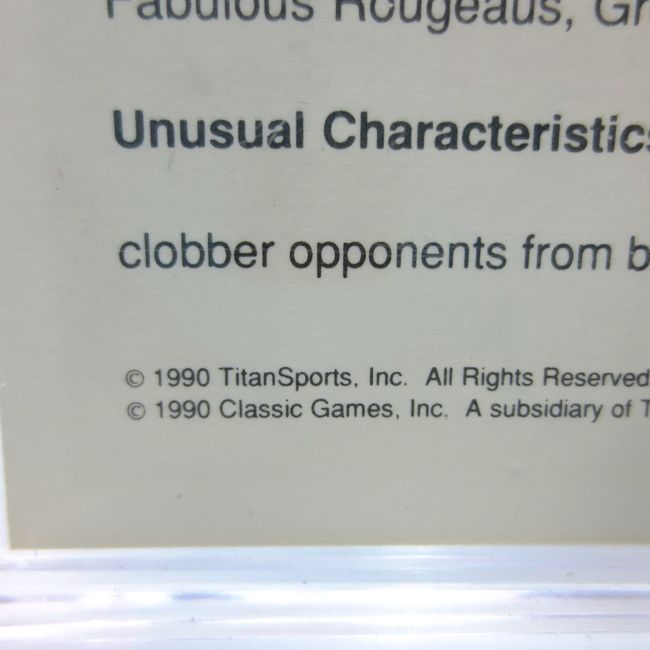 Fabulous Rougeaus, Gr
Unusual Characteristics
clobber opponents from b
© 1990 TitanSports, Inc. All Rights Reserved
© 1990 Classic Games, Inc. A subsidiary of T